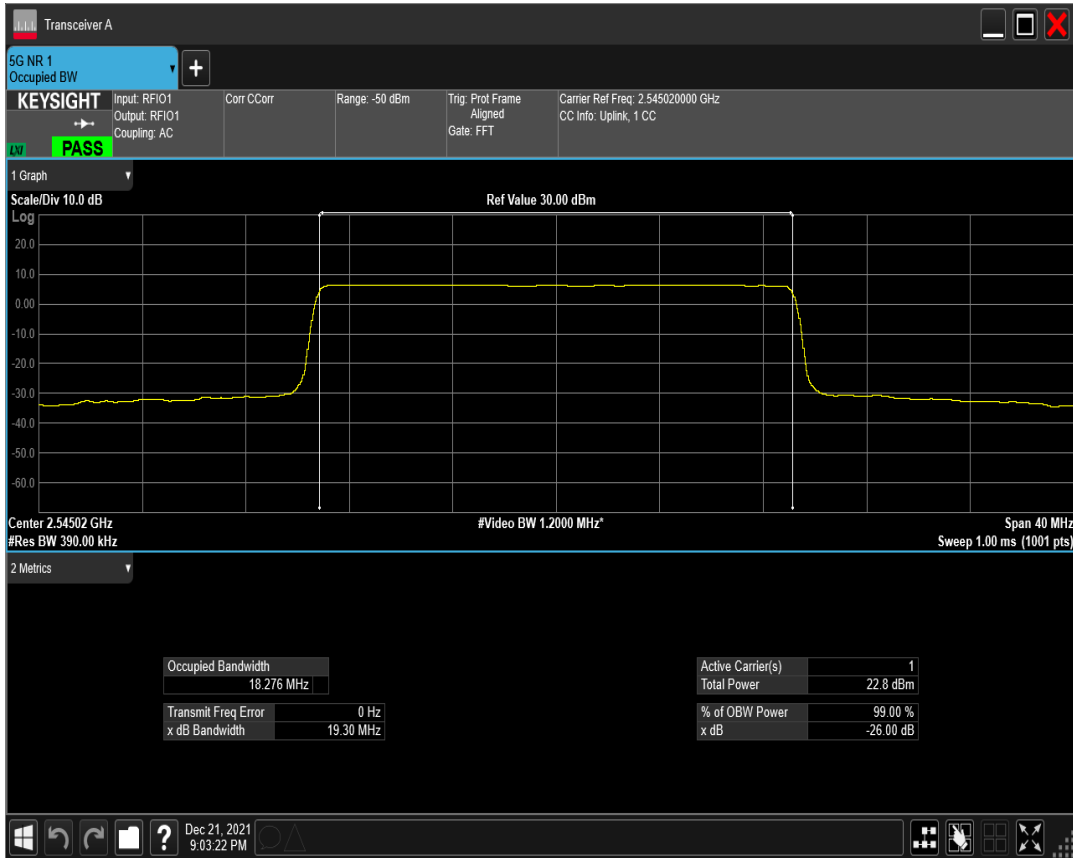 Transceiver A
5G NR 1
Occupied BW
KEYSIGHT
Input: RFIO1
Output: RFIO1
Coupling: AC
Corr CCorr
Range: -50 dBm
Trig: Prot Frame
Aligned
Gate: FFT
Carrier Ref Freq: 2.545020000 GHz
CC Info: Uplink, 1 CC
LXI
PASS
1 Graph
Scale/Div 10.0 dB
Ref Value 30.00 dBm
Log
20.0
10.0
0.00
-10.0
-20.0
-30.0
-40.0
-50.0
-60.0
Center 2.54502 GHz
#Video BW 1.2000 MHz*
Span 40 MHz
#Res BW 390.00 kHz
Sweep 1.00 ms (1001 pts)
2 Metrics
Occupied Bandwidth
18.276 MHz
Transmit Freq Error 0 Hz
x dB Bandwidth 19.30 MHz
Active Carrier(s) 1
Total Power 22.8 dBm
% of OBW Power 99.00 %
x dB -26.00 dB
Dec 21, 2021
9:03:22 PM